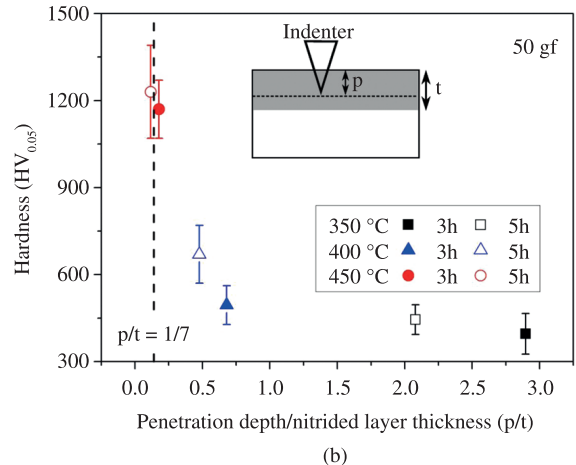 1500
1200
900
600
300
Hardness (HV0.05)
Indenter
50 gf
p
t
350 °C 3h 5h
400 °C 3h 5h
450 °C 3h 5h
p/t = 1/7
0.0 0.5 1.0 1.5 2.0 2.5 3.0
Penetration depth/nitrided layer thickness (p/t)
(b)